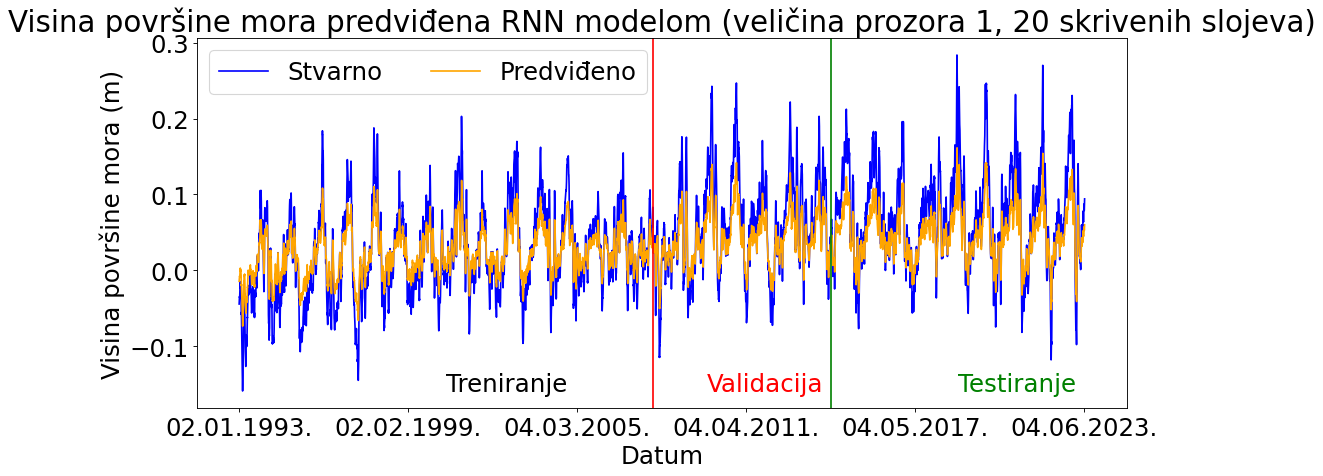 Visina površine mora predviđena RNN modelom (veličina prozora 1, 20 skrivenih slojeva)
Stvarno
Predviđeno
Visina površine mora (m)
0.3
0.2
0.1
0.0
−0.1
Treniranje
Validacija
Testiranje
02.01.1993.
02.02.1999.
04.03.2005.
04.04.2011.
04.05.2017.
04.06.2023.
Datum